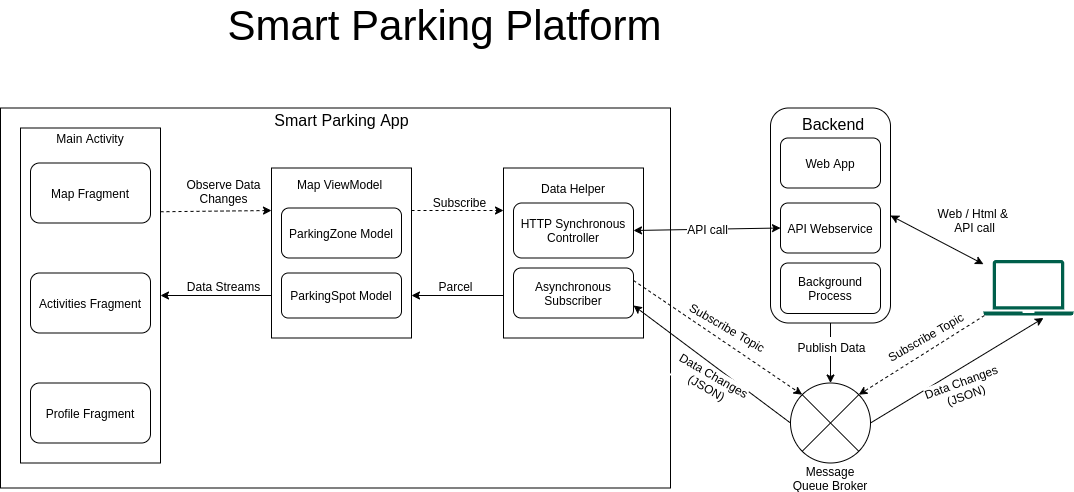 Smart Parking Platform
Smart Parking App
Main Activity
Map Fragment
Activities Fragment
Profile Fragment
Observe Data
Changes
Data Streams
Map ViewModel
ParkingZone Model
ParkingSpot Model
Subscribe
Parcel
Data Helper
HTTP Synchronous
Controller
Asynchronous
Subscriber
API call
Backend
Web App
API Webservice
Background
Process
Web / Html &
API call
Publish Data
Subscribe Topic
Data Changes
(JSON)
Subscribe Topic
Data Changes
(JSON)
Message
Queue Broker